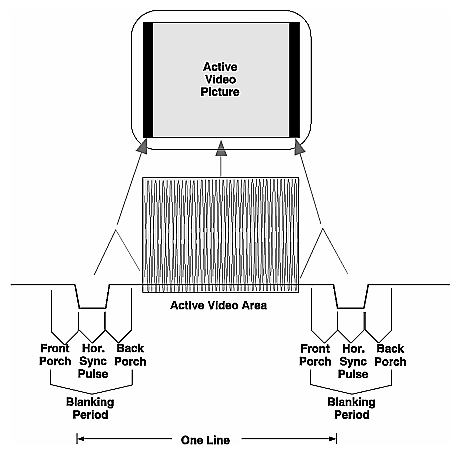 Active
Video
Picture
Active Video Area
Front
Porch
Hor.
Sync
Pulse
Back
Porch
Blanking
Period
Front
Porch
Hor.
Sync
Pulse
Back
Porch
Blanking
Period
One Line